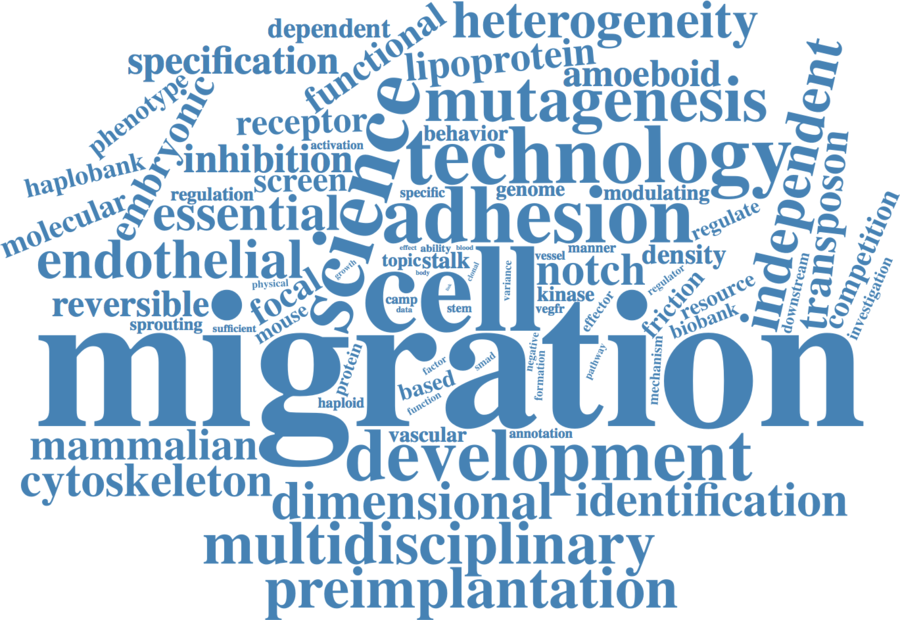 dependent
heterogeneity
functional
specification
lipoprotein
amoeboid
phenotype
embryonic
science
mutagenesis
independent
receptor
behavior
activation
technology
transposon
haplobank
inhibition
screen
specific
genome
modulating
regulation
molecular
essential
adhesion
regulate
competition
effect
ability
blood
manner
endothelial
topic
stalk
vessel
notch
density
physical
growth
body
clonal
variance
regulator
downstream
investigation
reversible
focal
camp
data
stem
kinase
vegfr
effector
friction
resource
biobank
sprouting
sufficient
mouse
cell
migration
protein
factor
smad
negative
formation
pathway
mechanism
based
function
haploid
mammalian
vascular
annotation
development
cytoskeleton
dimensional
identification
multidisciplinary
preimplantation